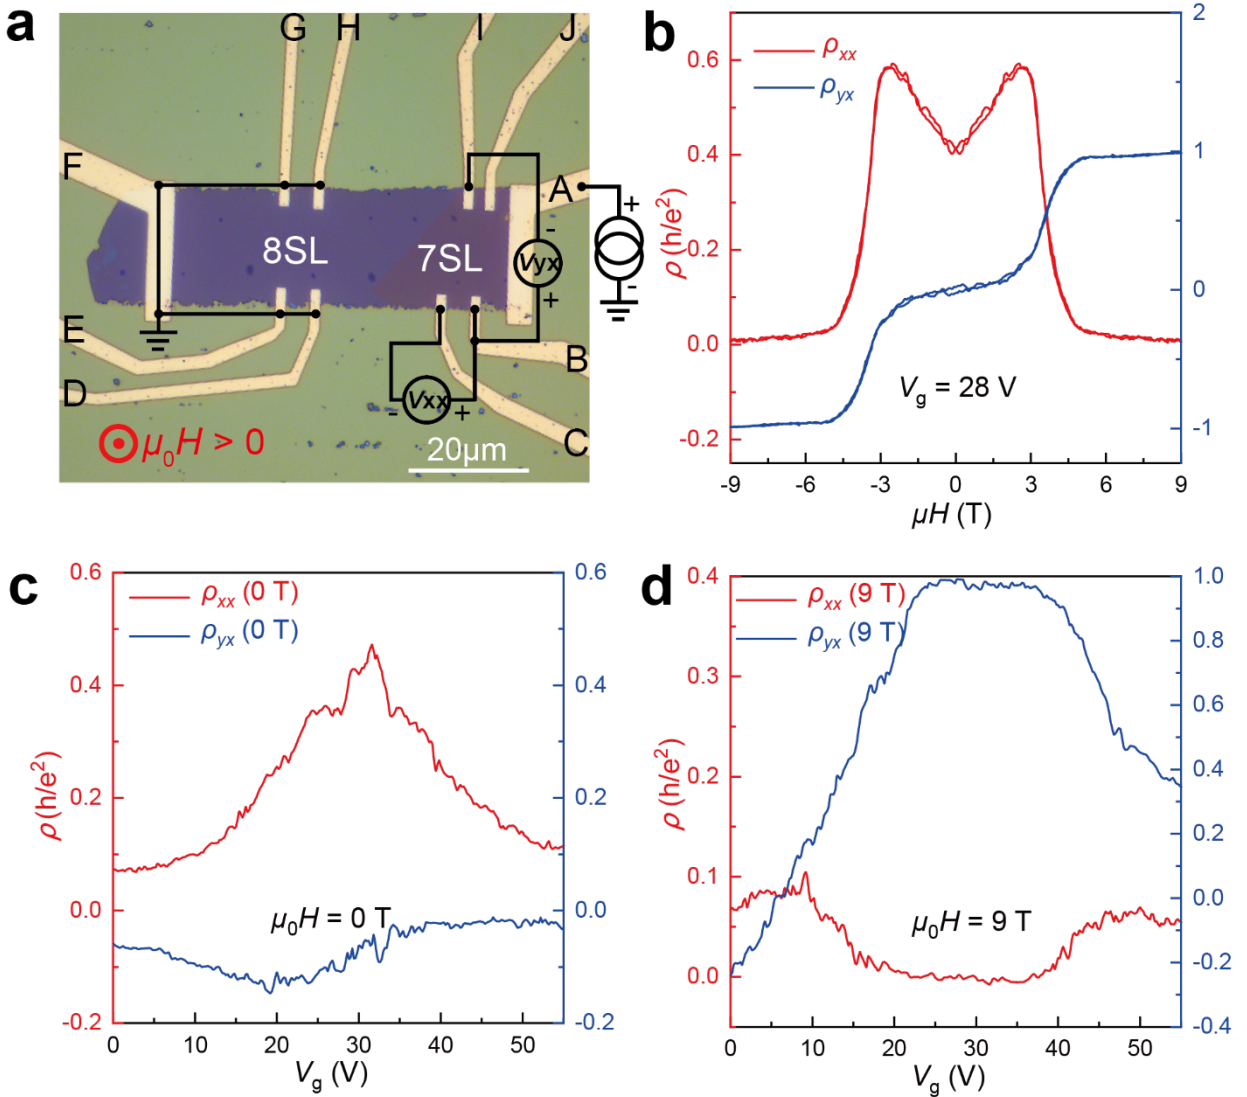 a
G H I J
F
A
+
-
8SL
7SL
-
Vyx
+
-
E
B
D
- Vxx +
C
μ₀H > 0
20μm
b
ρxx
ρyx
0.6
0.4
0.2
0.0
-0.2
ρ (h/e²)
2
1
0
-1
Vg = 28 V
-9 -6 -3 0 3 6 9
μH (T)
c
ρxx (0 T)
ρyx (0 T)
0.6
0.4
0.2
0.0
-0.2
ρ (h/e²)
0.6
0.4
0.2
0.0
-0.2
μ₀H = 0 T
0 10 20 30 40 50
Vg (V)
d
ρxx (9 T)
ρyx (9 T)
0.4
0.3
0.2
0.1
0.0
ρ (h/e²)
1.0
0.8
0.6
0.4
0.2
0.0
-0.2
-0.4
μ₀H = 9 T
0 10 20 30 40 50
Vg (V)